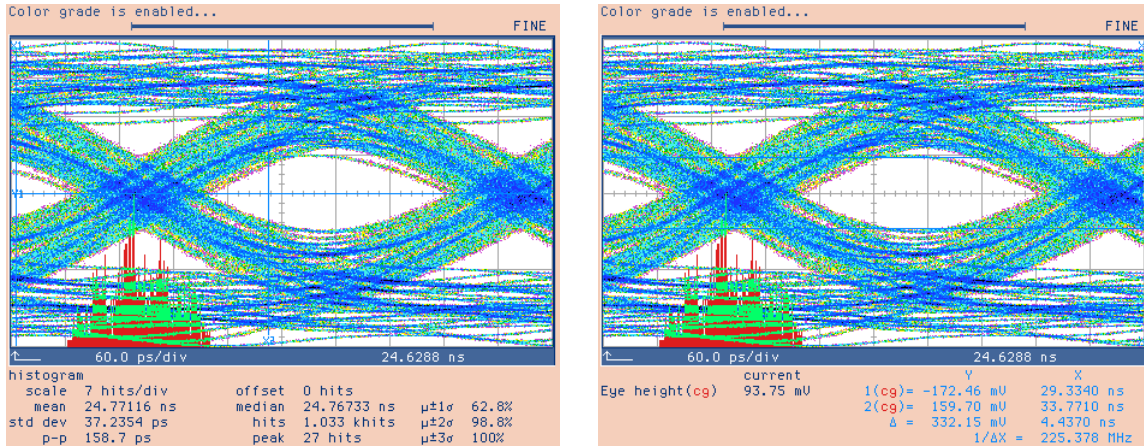 Color grade is enabled...
FINE
X1
Y1
X2
60.0 ps/div 24.6288 ns
histogram
scale 7 hits/div offset 0 hits
mean 24.77116 ns median 24.76733 ns µ±1σ 62.8%
std dev 37.2354 ps hits 1.033 khits µ±2σ 98.8%
p-p 158.7 ps peak 27 hits µ±3σ 100%
Color grade is enabled...
FINE
60.0 ps/div 24.6288 ns
current Y X
Eye height(cg) 93.75 mV 1(cg)= -172.46 mV 29.3340 ns
2(cg)= 159.70 mV 33.7710 ns
Δ = 332.15 mV 4.4370 ns
1/ΔX = 225.378 MHz